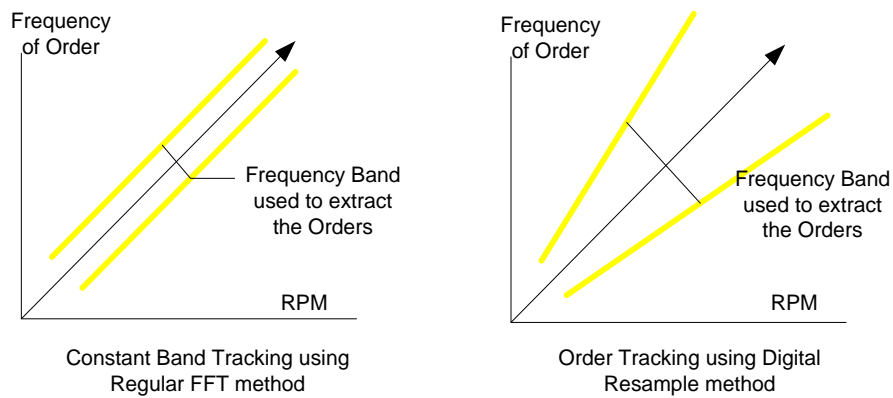 Frequency
of Order
Frequency Band
used to extract
the Orders
RPM
Constant Band Tracking using
Regular FFT method
Frequency
of Order
Frequency Band
used to extract
the Orders
RPM
Order Tracking using Digital
Resample method